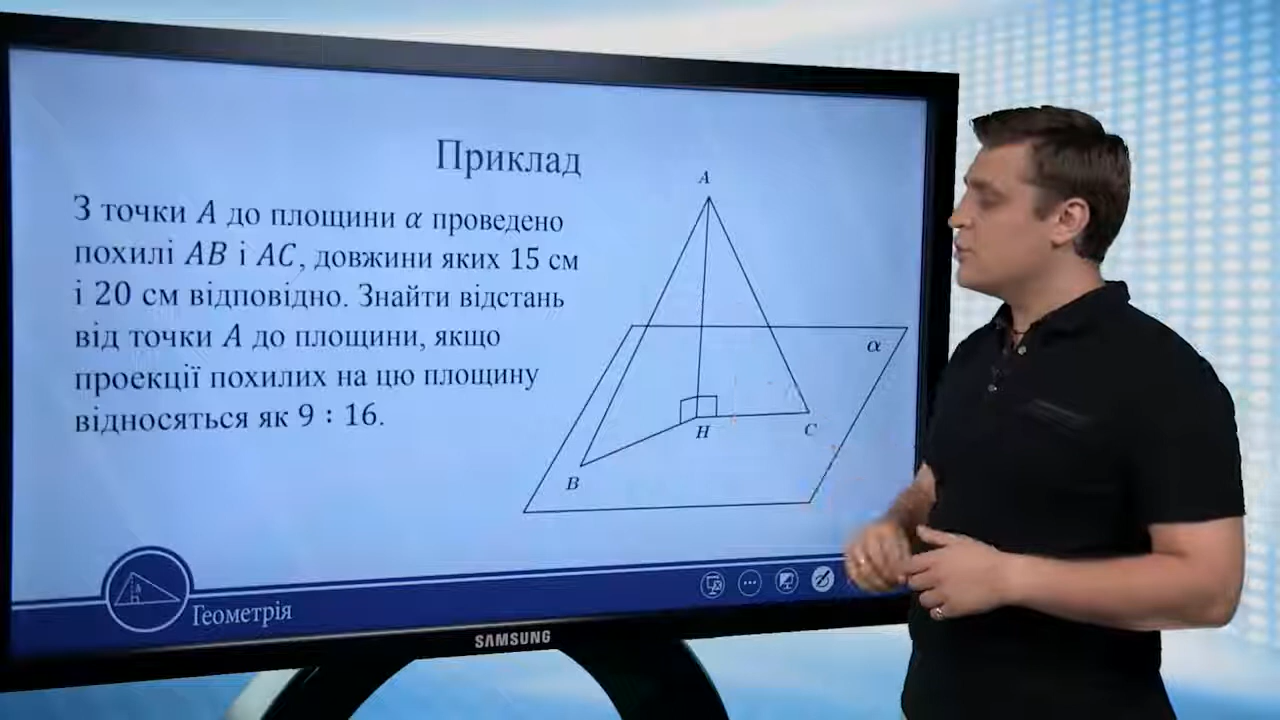 Приклад
З точки A до площини α проведено
похилі AB і AC, довжини яких 15 см
і 20 см відповідно. Знайти відстань
від точки A до площини, якщо
проекції похилих на цю площину
відносяться як 9 : 16.
A
α
H
C
B
Геометрія
SAMSUNG